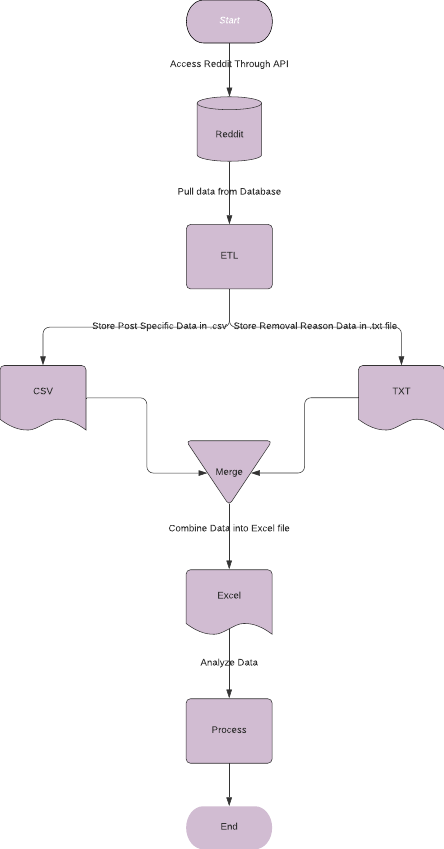 Start
Access Reddit Through API
Reddit
Pull data from Database
ETL
Store Post Specific Data in .csv
Store Removal Reason Data in .txt file
CSV
TXT
Merge
Combine Data into Excel file
Excel
Analyze Data
Process
End